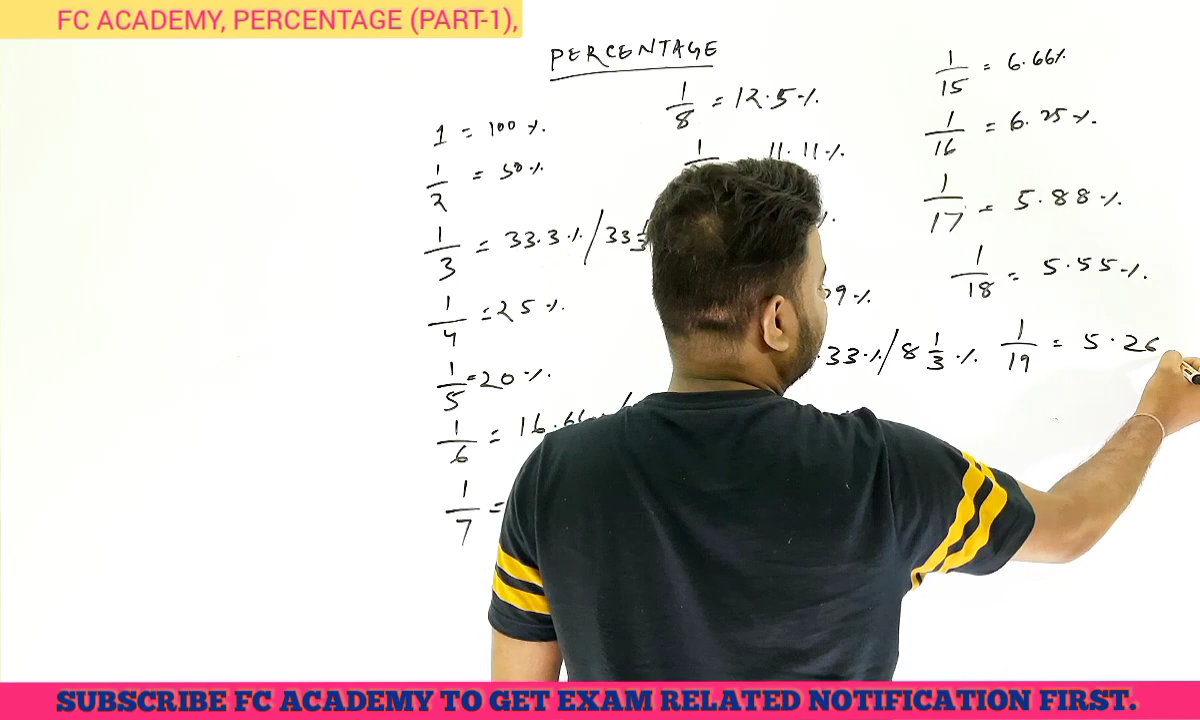 FC ACADEMY, PERCENTAGE (PART-1),
PERCENTAGE
1 = 100 %.
1/2 = 50 %.
1/3 = 33.3 % / 33 1/3
1/4 = 25 %.
1/5 = 20 %.
1/6 = 16.66
1/7 =
1/8 = 12.5 %.
11.11 %.
9 %.
.33 % / 8 1/3 %.
1/15 = 6.66%.
1/16 = 6.25 %.
1/17 = 5.88 %.
1/18 = 5.55 %.
1/19 = 5.26
SUBSCRIBE FC ACADEMY TO GET EXAM RELATED NOTIFICATION FIRST.